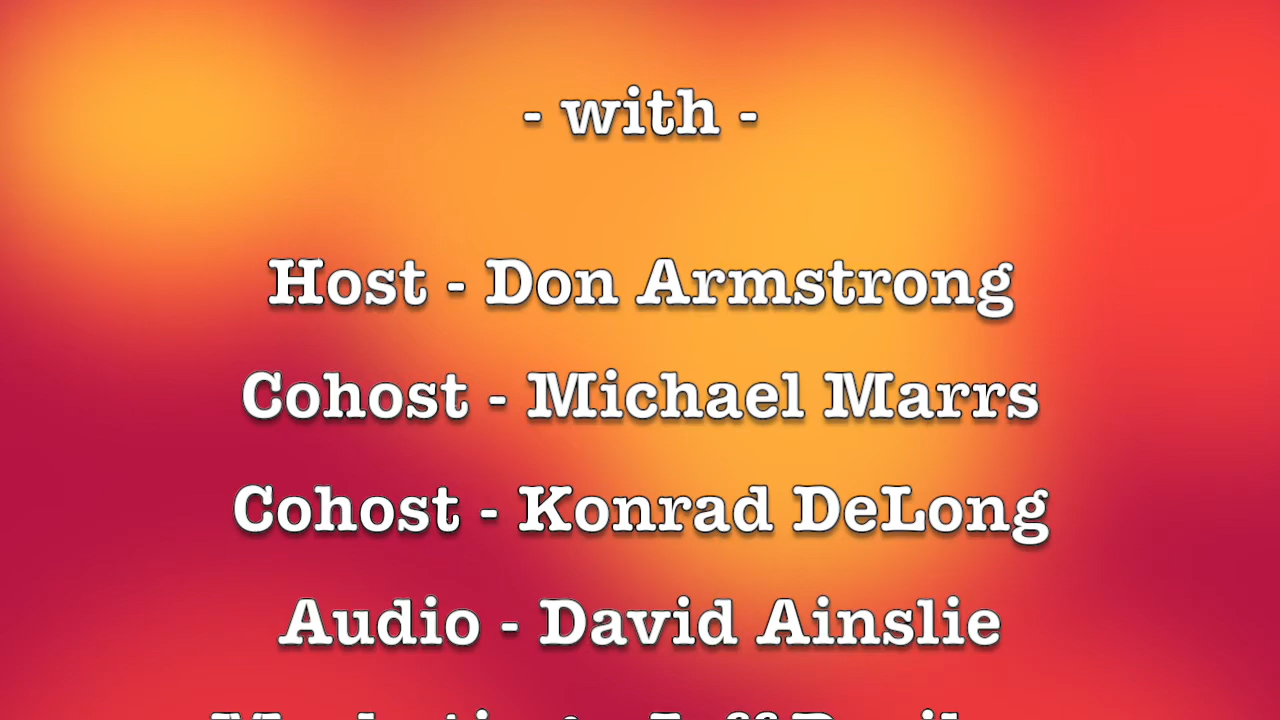 - with -
Host - Don Armstrong
Cohost - Michael Marrs
Cohost - Konrad DeLong
Audio - David Ainslie